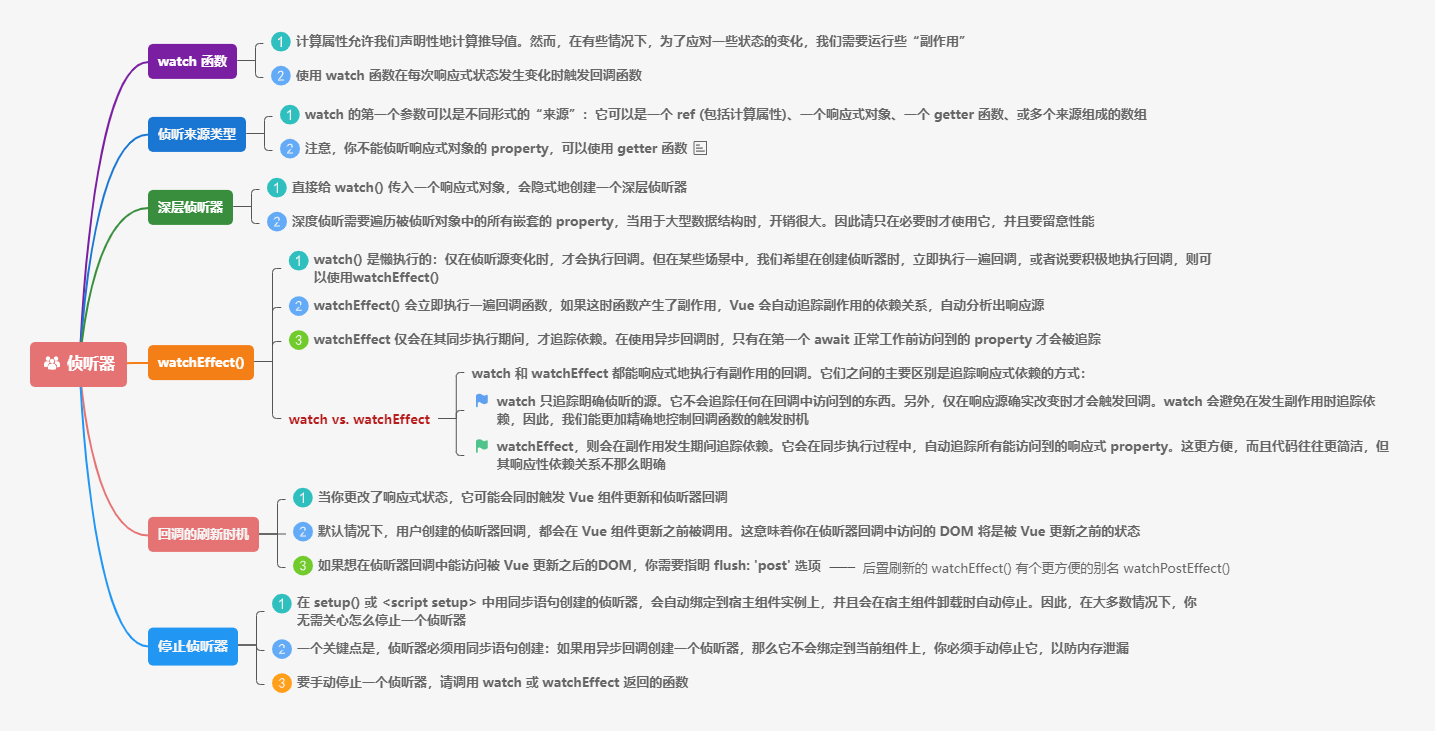 侦听器
watch 函数
1 计算属性允许我们声明性地计算推导值。然而，在有些情况下，为了应对一些状态的变化，我们需要运行些“副作用”
2 使用 watch 函数在每次响应式状态发生变化时触发回调函数
侦听来源类型
1 watch 的第一个参数可以是不同形式的“来源”：它可以是一个 ref (包括计算属性)、一个响应式对象、一个 getter 函数、或多个来源组成的数组
2 注意，你不能侦听响应式对象的 property，可以使用 getter 函数
深层侦听器
1 直接给 watch() 传入一个响应式对象，会隐式地创建一个深层侦听器
2 深度侦听需要遍历被侦听对象中的所有嵌套的 property，当用于大型数据结构时，开销很大。因此请只在必要时才使用它，并且要留意性能
watchEffect()
1 watch() 是懒执行的：仅在侦听源变化时，才会执行回调。但在某些场景中，我们希望在创建侦听器时，立即执行一遍回调，或者说要积极地执行回调，则可
以使用watchEffect()
2 watchEffect() 会立即执行一遍回调函数，如果这时函数产生了副作用，Vue 会自动追踪副作用的依赖关系，自动分析出响应源
3 watchEffect 仅会在其同步执行期间，才追踪依赖。在使用异步回调时，只有在第一个 await 正常工作前访问到的 property 才会被追踪
watch vs. watchEffect
watch 和 watchEffect 都能响应式地执行有副作用的回调。它们之间的主要区别是追踪响应式依赖的方式：
watch 只追踪明确侦听的源。它不会追踪任何在回调中访问到的东西。另外，仅在响应源确实改变时才会触发回调。watch 会避免在发生副作用时追踪依
赖，因此，我们能更加精确地控制回调函数的触发时机
watchEffect，则会在副作用发生期间追踪依赖。它会在同步执行过程中，自动追踪所有能访问到的响应式 property。这更方便，而且代码往往更简洁，但
其响应性依赖关系不那么明确
回调的刷新时机
1 当你更改了响应式状态，它可能会同时触发 Vue 组件更新和侦听器回调
2 默认情况下，用户创建的侦听器回调，都会在 Vue 组件更新之前被调用。这意味着你在侦听器回调中访问的 DOM 将是被 Vue 更新之前的状态
3 如果想在侦听器回调中能访问被 Vue 更新之后的DOM，你需要指明 flush: 'post' 选项 —— 后置刷新的 watchEffect() 有个更方便的别名 watchPostEffect()
停止侦听器
1 在 setup() 或 <script setup> 中用同步语句创建的侦听器，会自动绑定到宿主组件实例上，并且会在宿主组件卸载时自动停止。因此，在大多数情况下，你
无需关心怎么停止一个侦听器
2 一个关键点是，侦听器必须用同步语句创建：如果用异步回调创建一个侦听器，那么它不会绑定到当前组件上，你必须手动停止它，以防内存泄漏
3 要手动停止一个侦听器，请调用 watch 或 watchEffect 返回的函数